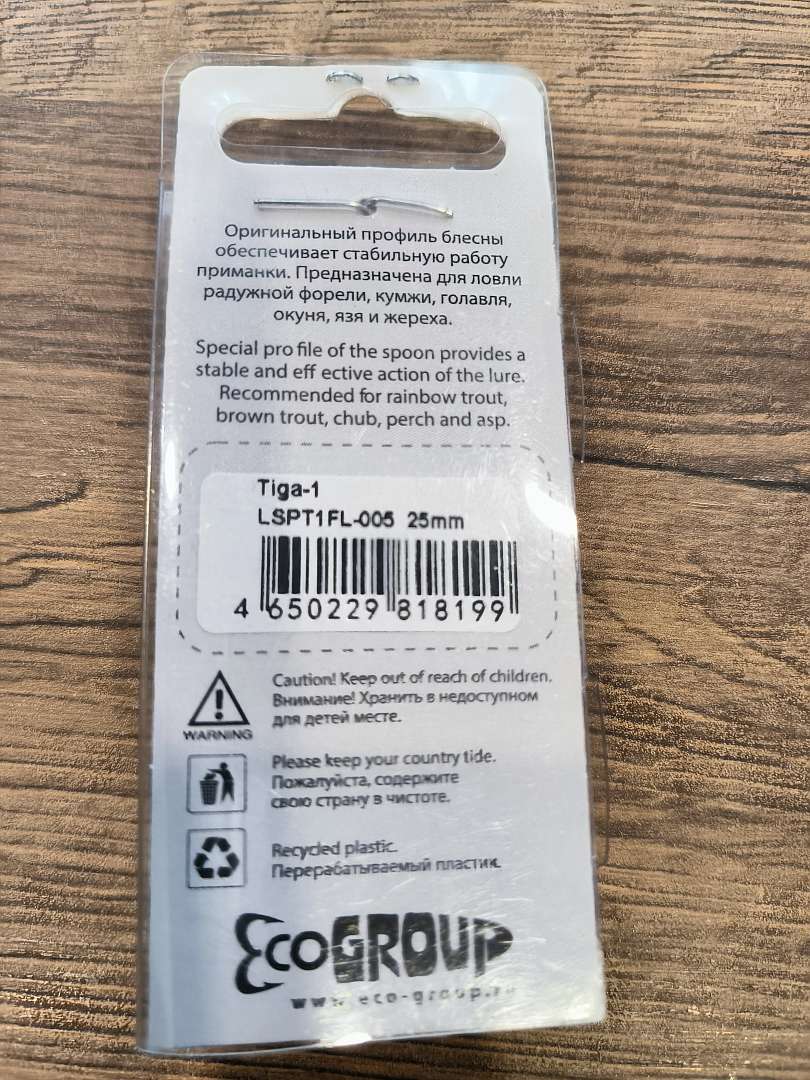 Оригинальный профиль блесны
обеспечивает стабильную работу
приманки. Предназначена для ловли
радужной форели, кумжи, голавля,
окуня, язя и жереха.
Special pro file of the spoon provides a
stable and eff ective action of the lure.
Recommended for rainbow trout,
brown trout, chub, perch and asp.
Tiga-1
LSPT1FL-005 25mm
4 650229 818199
Caution! Keep out of reach of children.
Внимание! Хранить в недоступном
для детей месте.
WARNING
Please keep your country tide.
Пожалуйста, содержите
свою страну в чистоте.
Recycled plastic.
Перерабатываемый пластик.
EcoGROUP
www.eco-group.ru